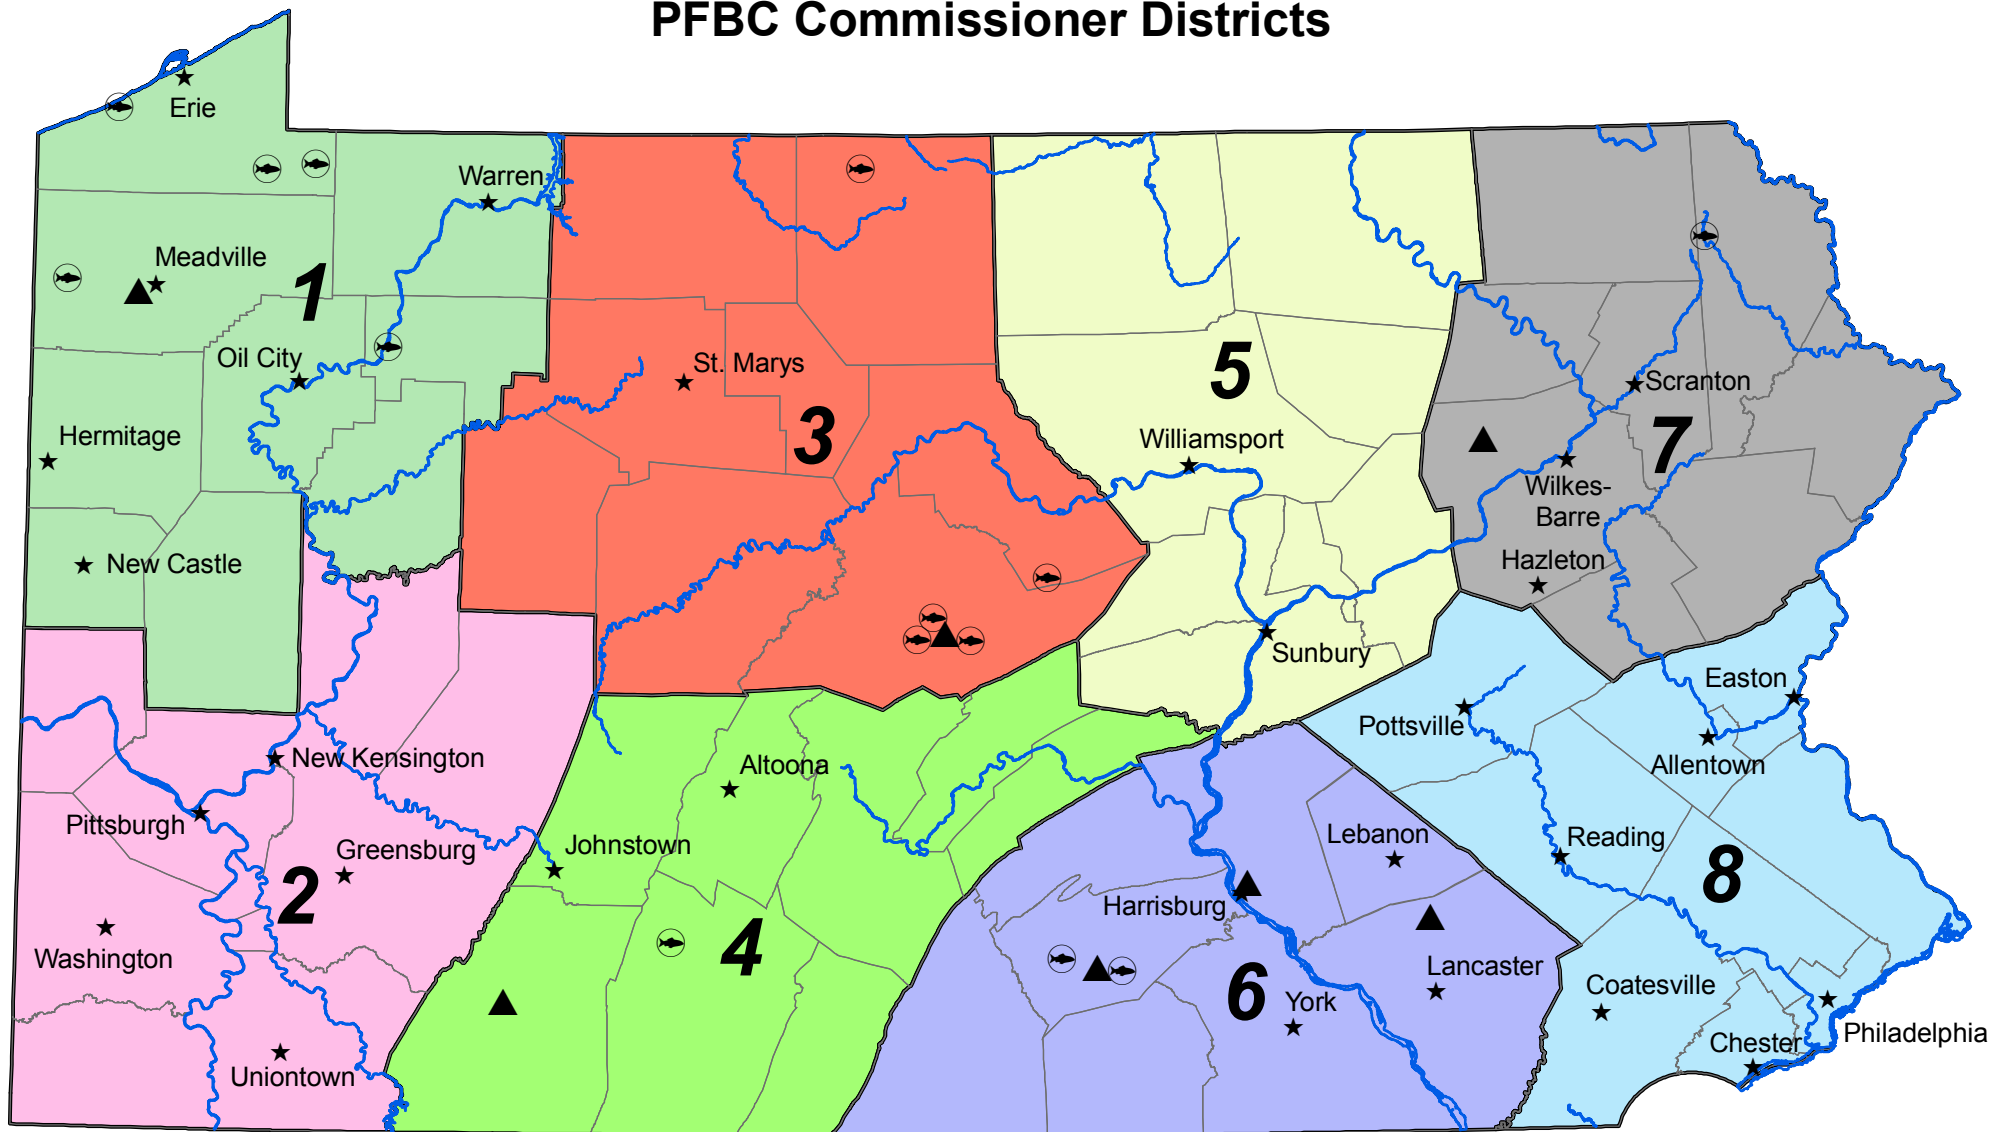 PFBC Commissioner Districts
Erie
Warren
Meadville
1
Oil City
St. Marys
5
Scranton
3
Hermitage
Williamsport
7
Wilkes-
Barre
New Castle
Hazleton
Sunbury
Easton
Pottsville
New Kensington
Altoona
Allentown
Pittsburgh
Johnstown
Greensburg
Lebanon
Reading
2
8
Harrisburg
4
Washington
Lancaster
6
York
Coatesville
Philadelphia
Chester
Uniontown